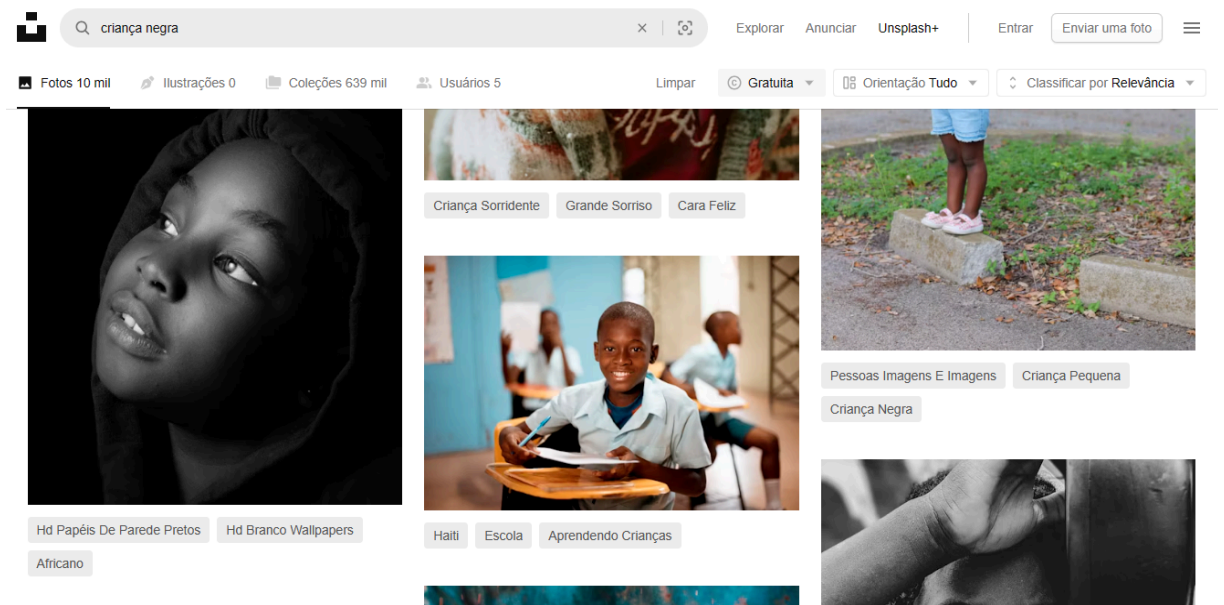 criança negra
Explorar
Anunciar
Unsplash+
Entrar
Enviar uma foto
Fotos 10 mil
Ilustrações 0
Coleções 639 mil
Usuários 5
Limpar
Gratuita
Orientação Tudo
Classificar por Relevância
Hd Papéis De Parede Pretos
Hd Branco Wallpapers
Africano
Criança Sorridente
Grande Sorriso
Cara Feliz
Haiti
Escola
Aprendendo Crianças
Pessoas Imagens E Imagens
Criança Pequena
Criança Negra